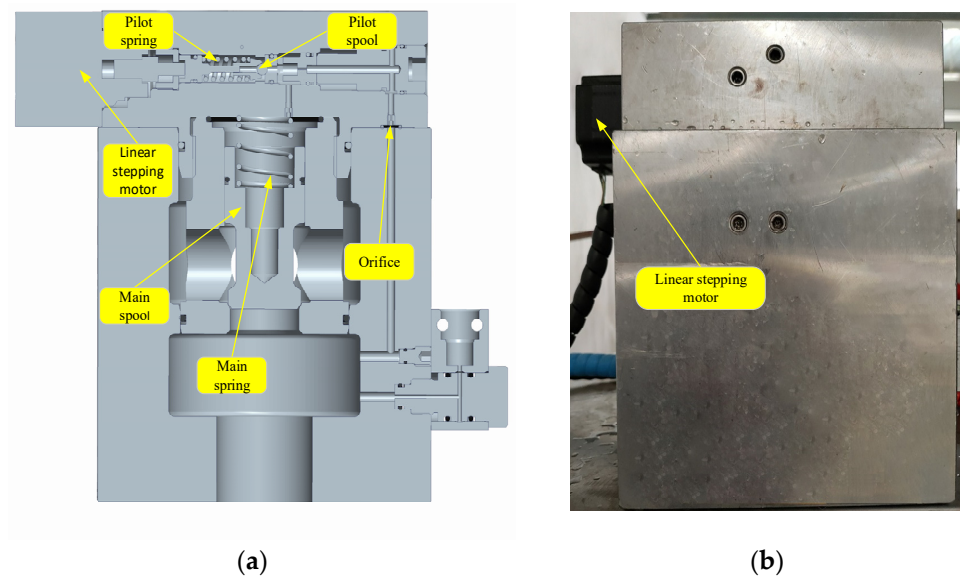 Pilot
spring
Pilot
spool
Linear
stepping
motor
Orifice
Main
spool
Main
spring
Linear stepping
motor
(a)
(b)